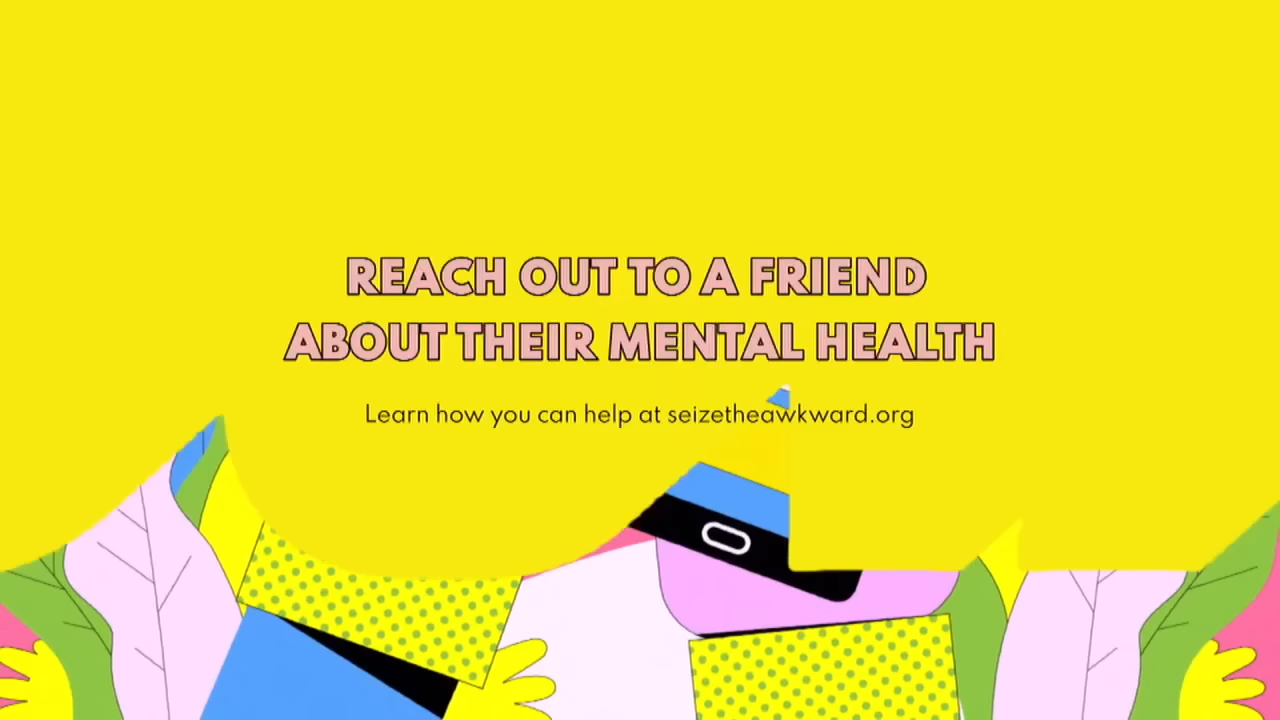 REACH OUT TO A FRIEND
ABOUT THEIR MENTAL HEALTH
Learn how you can help at seizetheawkward.org